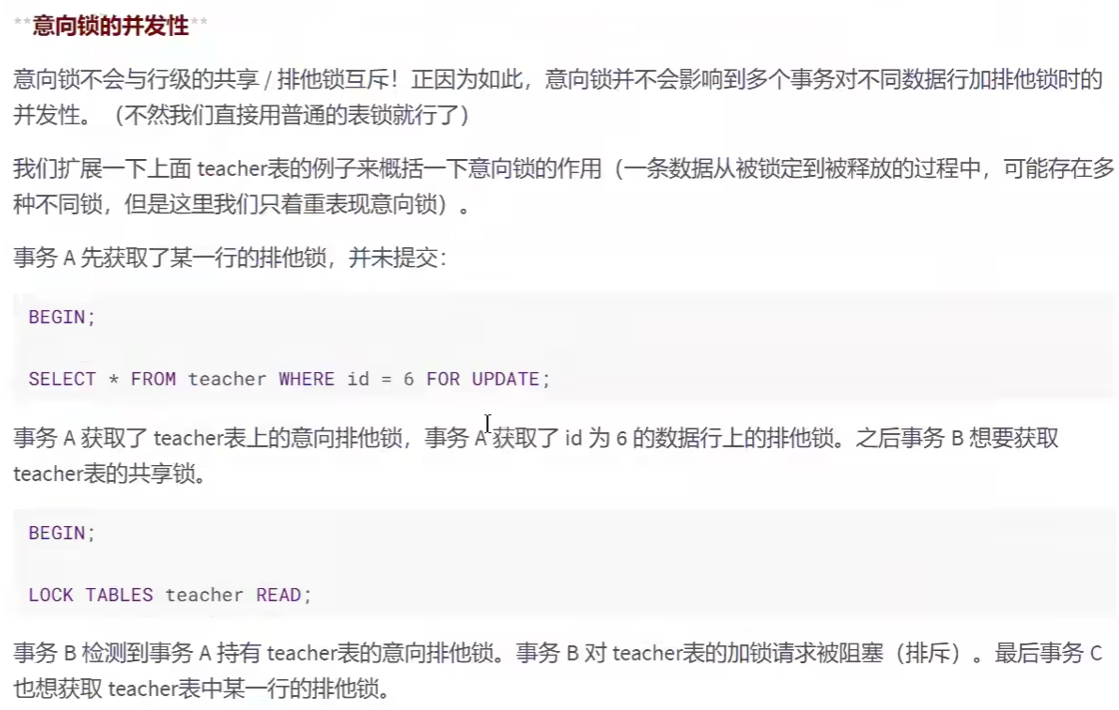 **意向锁的并发性**
意向锁不会与行级的共享 / 排他锁互斥！正因为如此，意向锁并不会影响到多个事务对不同数据行加排他锁时的
并发性。（不然我们直接用普通的表锁就行了）
我们扩展一下上面 teacher表的例子来概括一下意向锁的作用（一条数据从被锁定到被释放的过程中，可能存在多
种不同锁，但是这里我们只着重表现意向锁）。
事务 A 先获取了某一行的排他锁，并未提交：
BEGIN;
SELECT * FROM teacher WHERE id = 6 FOR UPDATE;
事务 A 获取了 teacher表上的意向排他锁，事务 A 获取了 id 为 6 的数据行上的排他锁。之后事务 B 想要获取
teacher表的共享锁。
BEGIN;
LOCK TABLES teacher READ;
事务 B 检测到事务 A 持有 teacher表的意向排他锁。事务 B 对 teacher表的加锁请求被阻塞（排斥）。最后事务 C
也想获取 teacher表中某一行的排他锁。